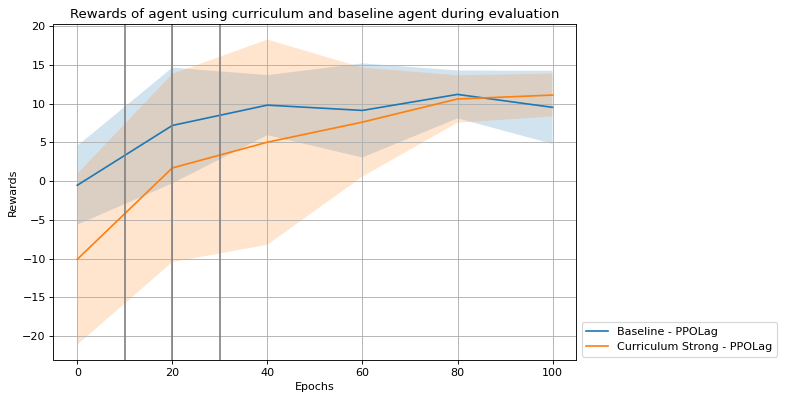 Rewards of agent using curriculum and baseline agent during evaluation
20
15
10
5
0
−5
−10
−15
−20
Rewards
0 20 40 60 80 100
Epochs
Baseline - PPOLag
Curriculum Strong - PPOLag